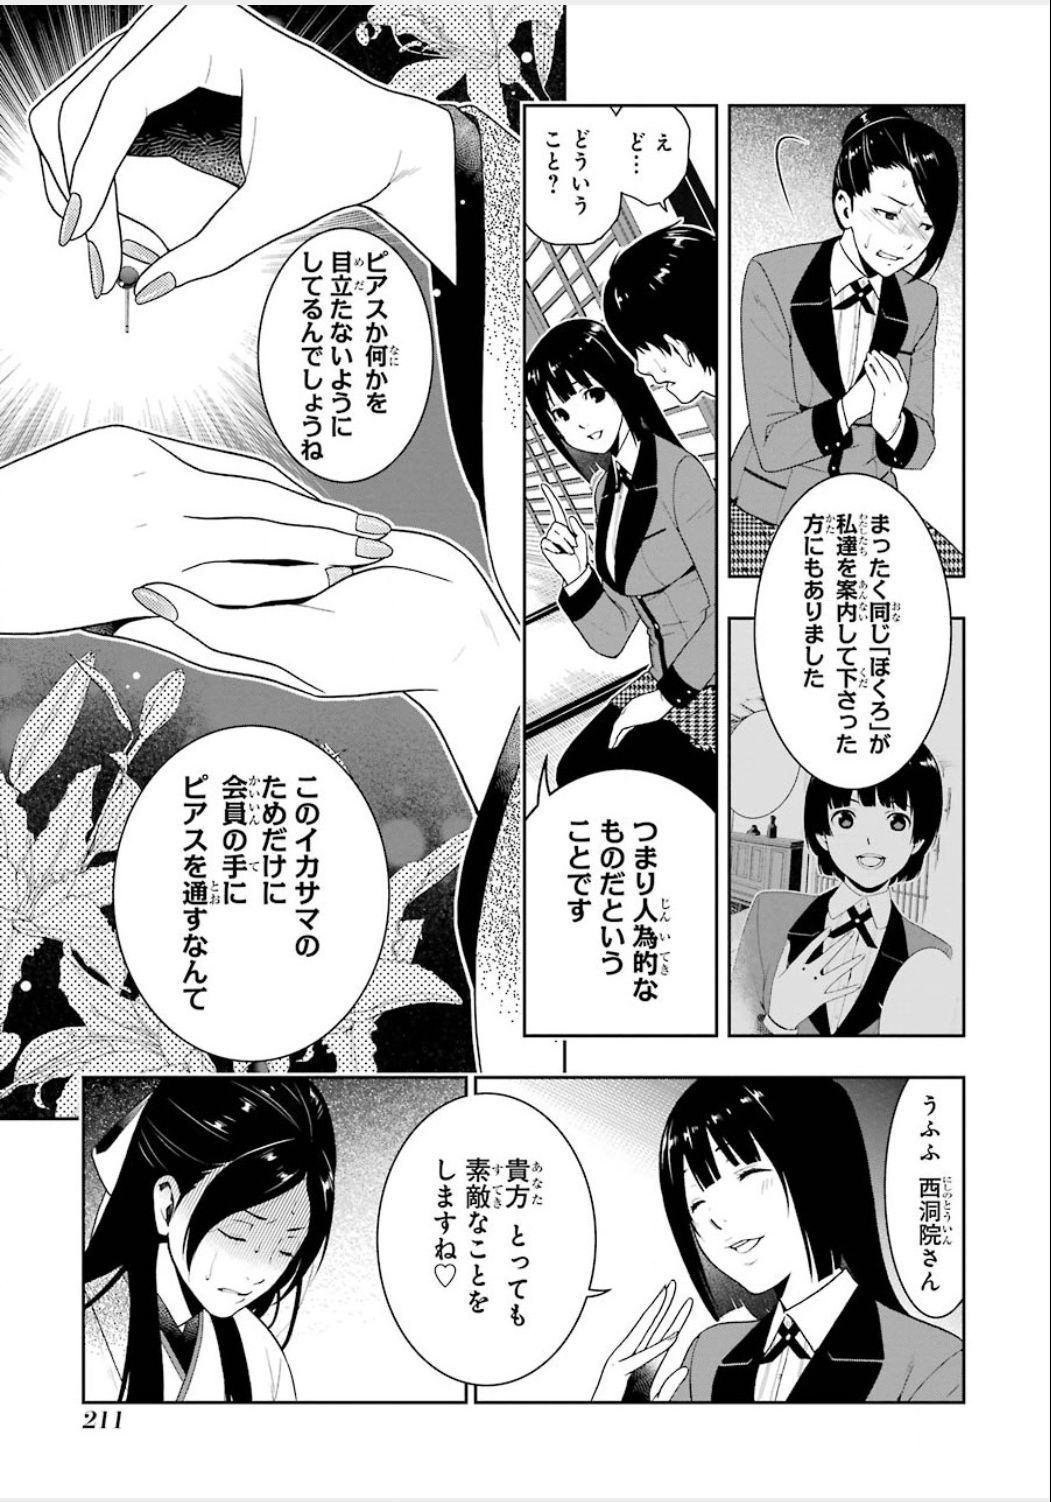 まったく同じ「ぼくろ」が
私達を案内して下さった
方にもありました
え
ど…
どういう
こと?
つまり人為的な
ものだという
ことです
ピアスか何かを
目立たないように
してるんでしょうね
このイカサマの
ためだけに
会員の手に
ピアスを通すなんて
うふふ 西洞院さん
貴方 とっても
素敵なことを
しますね♡
211